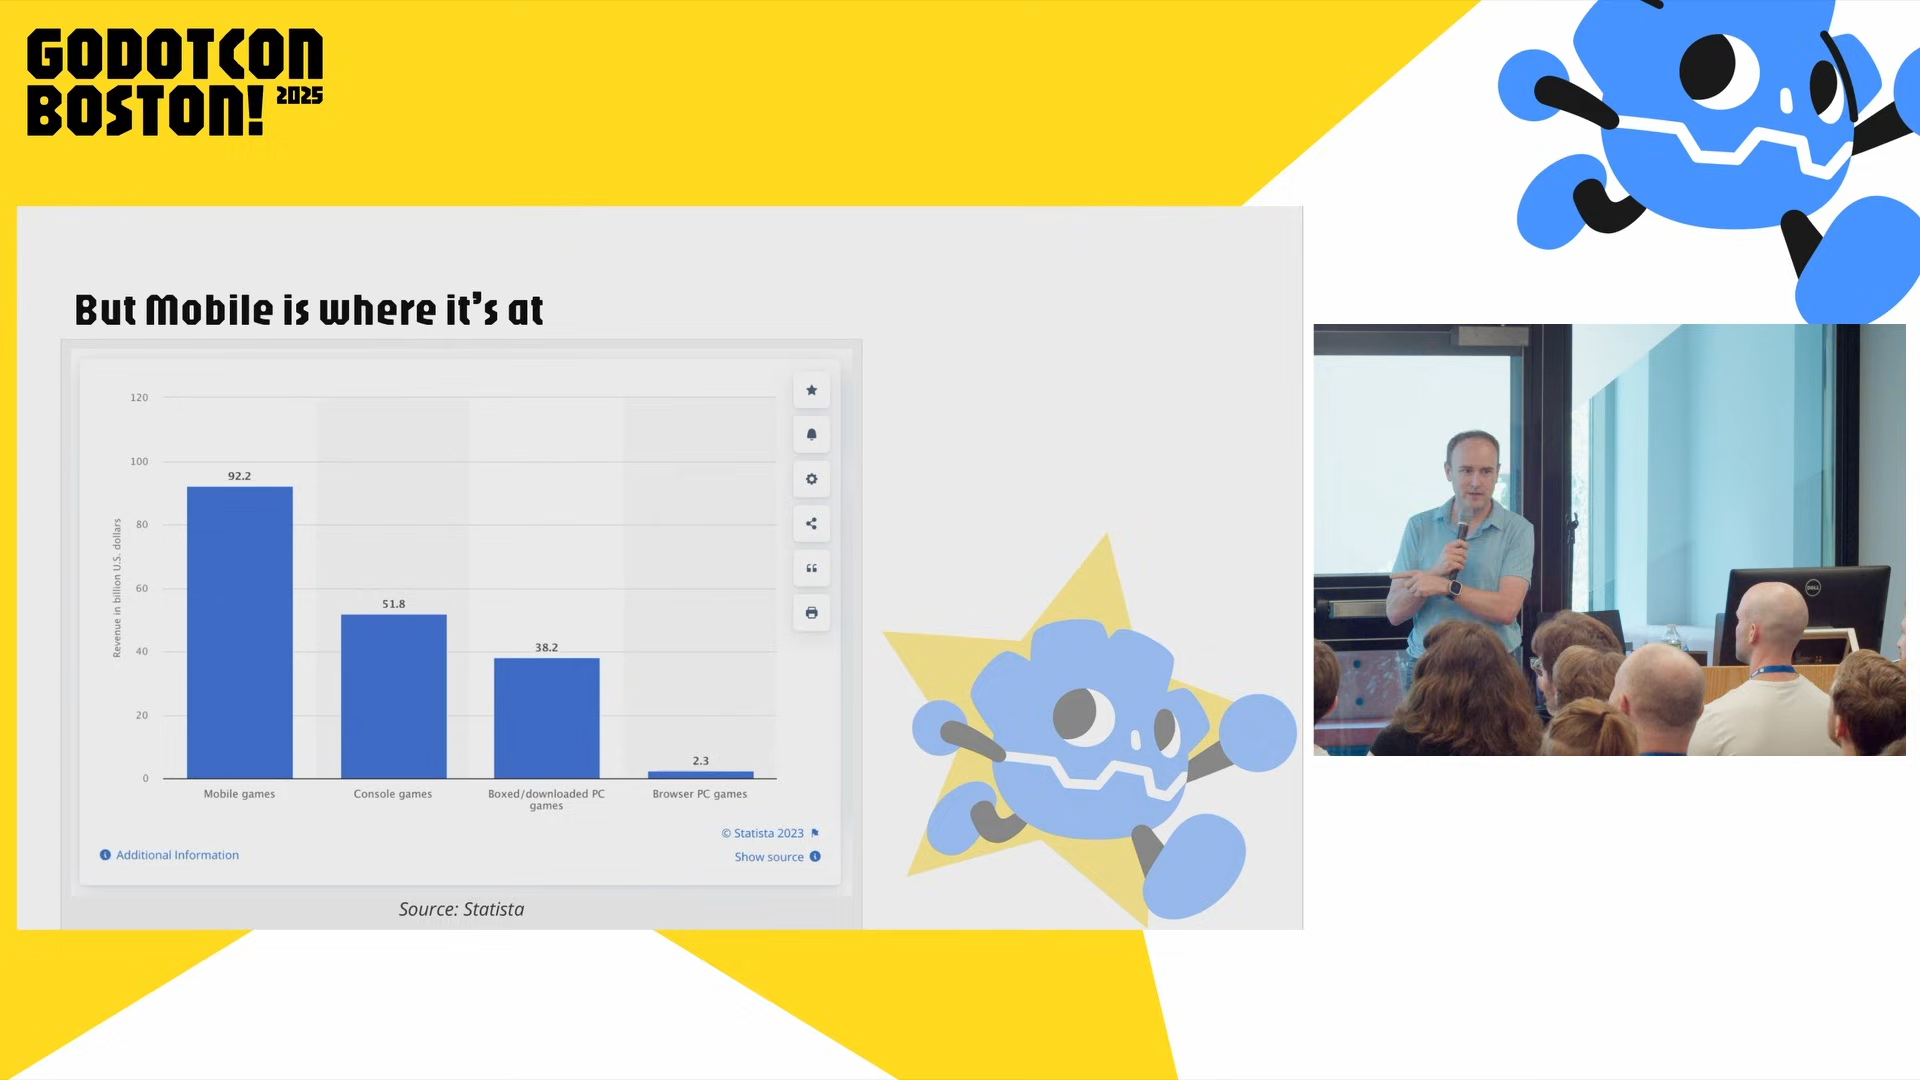 GODOTCON
BOSTON! 2025
But Mobile is where it's at
120
100
80
60
40
20
0
Revenue in billion U.S. dollars
92.2
51.8
38.2
2.3
Mobile games
Console games
Boxed/downloaded PC
games
Browser PC games
© Statista 2023
Additional Information
Show source
Source: Statista
DELL